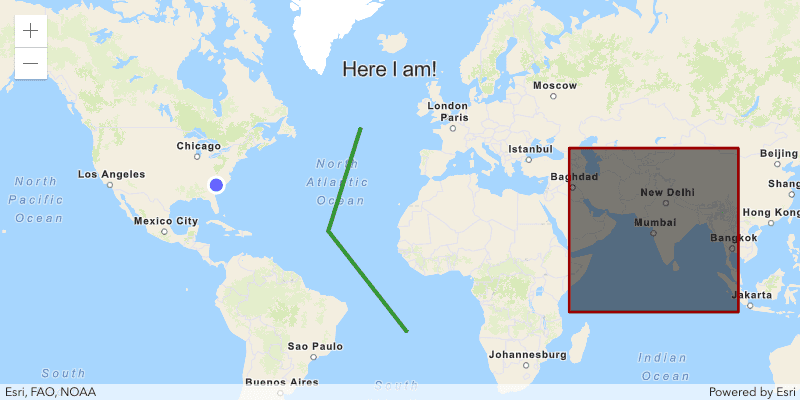 Here I am!
Moscow
London
Paris
Chicago
Istanbul
Beijing
North
Atlantic
Ocean
Los Angeles
Baghdad
North
Pacific
Ocean
Shang
New Delhi
Hong Kong
Mexico City
Mumbai
Bangkok
Jakarta
Sao Paulo
Johannesburg
Indian
Ocean
South
Buenos Aires
South
Esri, FAO, NOAA
Powered by Esri